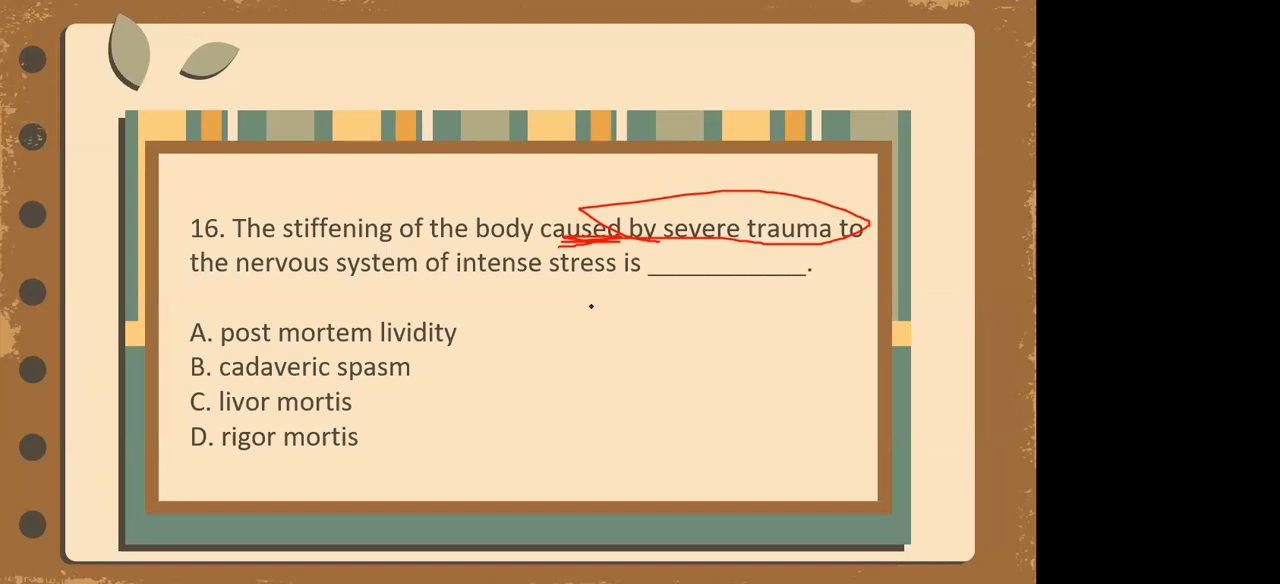 16. The stiffening of the body caused by severe trauma to
the nervous system of intense stress is ____________.
A. post mortem lividity
B. cadaveric spasm
C. livor mortis
D. rigor mortis